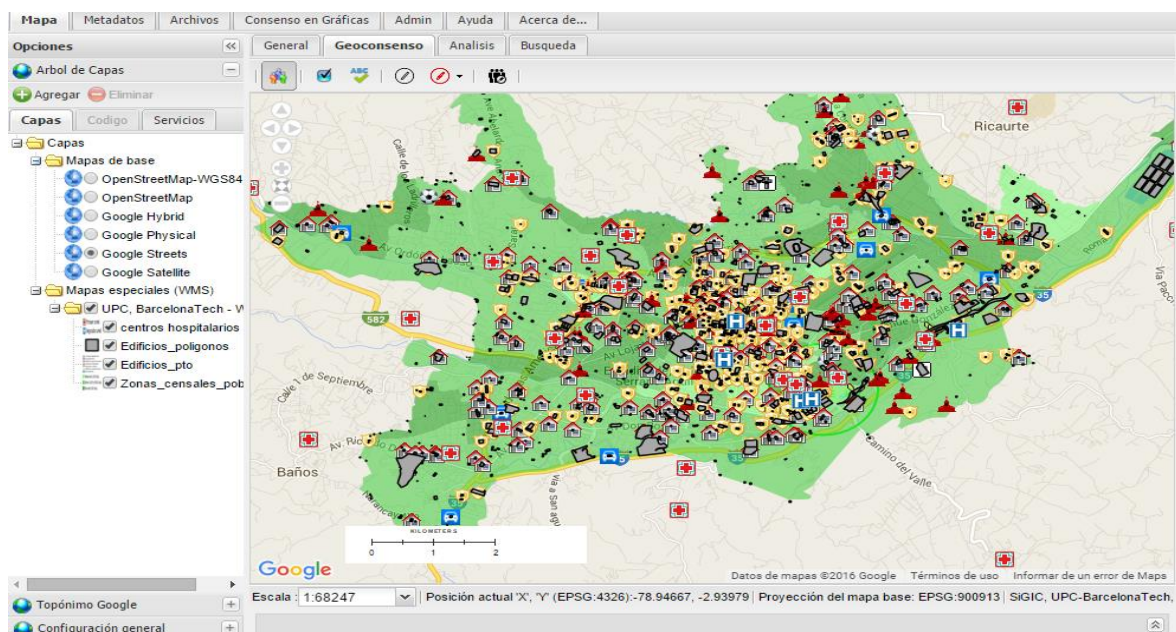 Mapa Metadatos Archivos Consenso en Gráficas Admin Ayuda Acerca de...
Opciones
General Geoconsenso Analisis Busqueda
Arbol de Capas
ABC
Agregar Eliminar
Capas Codigo Servicios
Capas
Mapas de base
OpenStreetMap-WGS84
OpenStreetMap
Google Hybrid
Google Physical
Google Streets
Google Satellite
Mapas especiales (WMS)
UPC, BarcelonaTech - W
centros hospitalarios
Edificios_poligonos
Edificios_pto
Zonas_censales_pob
Ricaurte
582
35
Av Loja
Calle 1 de Septiembre
Baños
Camino del Valle
KILOMETERS
0 1 2
Google
Datos de mapas ©2016 Google Términos de uso Informar de un error de Maps
Topónimo Google
Escala : 1:68247 Posición actual 'X', 'Y' (EPSG:4326):-78.94667, -2.93979 Proyección del mapa base: EPSG:900913 SiGIC, UPC-BarcelonaTech,
Configuración general